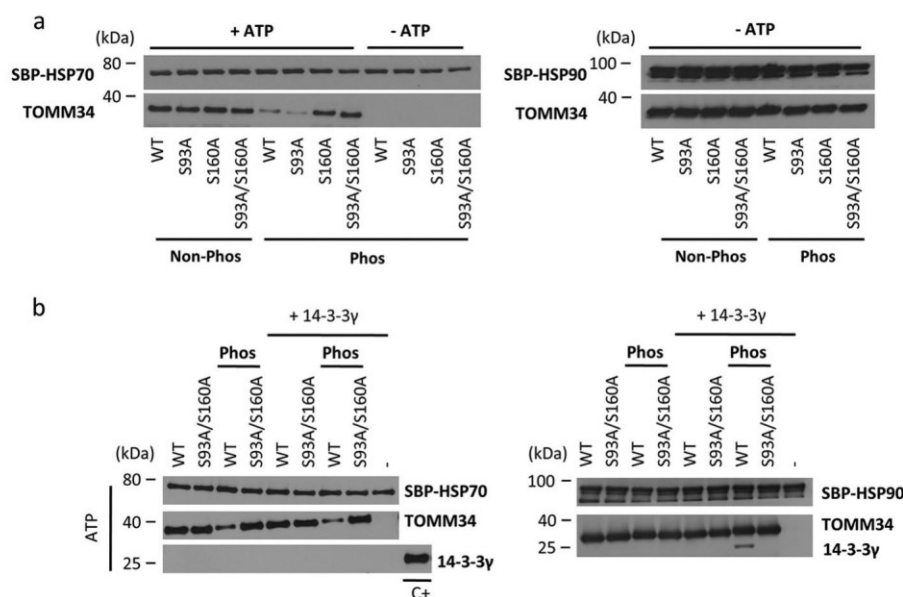 a
+ ATP - ATP
(kDa)
80
SBP-HSP70
40
TOMM34
WT S93A S160A S93A/S160A WT S93A S160A S93A/S160A WT S93A S160A S93A/S160A
Non-Phos Phos
- ATP
(kDa)
100
SBP-HSP90
40
TOMM34
WT S93A S160A S93A/S160A WT S93A S160A S93A/S160A
Non-Phos Phos
b
+ 14-3-3γ
Phos Phos
(kDa) WT S93A/S160A WT S93A/S160A WT S93A/S160A WT S93A/S160A -
80
SBP-HSP70
ATP
40
TOMM34
25
14-3-3γ
C+
+ 14-3-3γ
Phos Phos
(kDa) WT S93A/S160A WT S93A/S160A WT S93A/S160A WT S93A/S160A -
100
SBP-HSP90
40
TOMM34
25
14-3-3γ